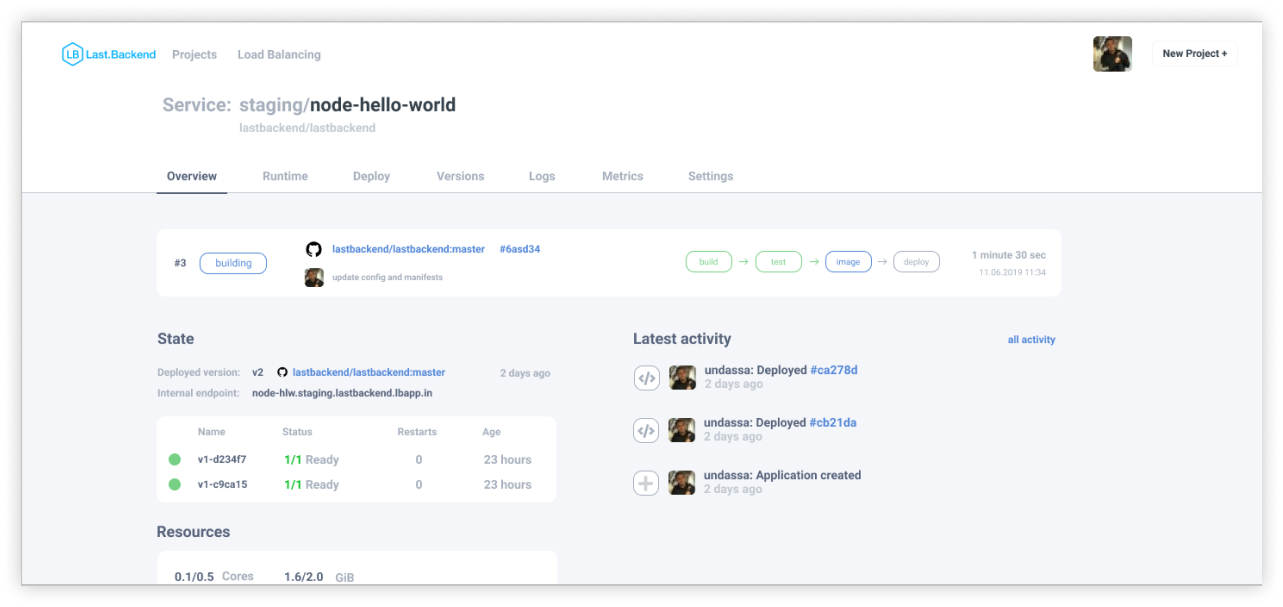 LB Last.Backend Projects Load Balancing New Project +
Service: staging/node-hello-world
lastbackend/lastbackend
Overview Runtime Deploy Versions Logs Metrics Settings
#3 building
lastbackend/lastbackend:master #6asd34
update config and manifests
build → test → image → deploy
1 minute 30 sec
11.06.2019 11:34
State
Deployed version: v2 lastbackend/lastbackend:master 2 days ago
Internal endpoint: node-hlw.staging.lastbackend.lbapp.in
Name Status Restarts Age
v1-d234f7 1/1 Ready 0 23 hours
v1-c9ca15 1/1 Ready 0 23 hours
Resources
0.1/0.5 Cores 1.6/2.0 GiB
Latest activity all activity
undassa: Deployed #ca278d
2 days ago
undassa: Deployed #cb21da
2 days ago
undassa: Application created
2 days ago